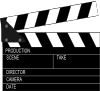 PRODUCTION
SCENE TAKE
DIRECTOR
CAMERA
DATE